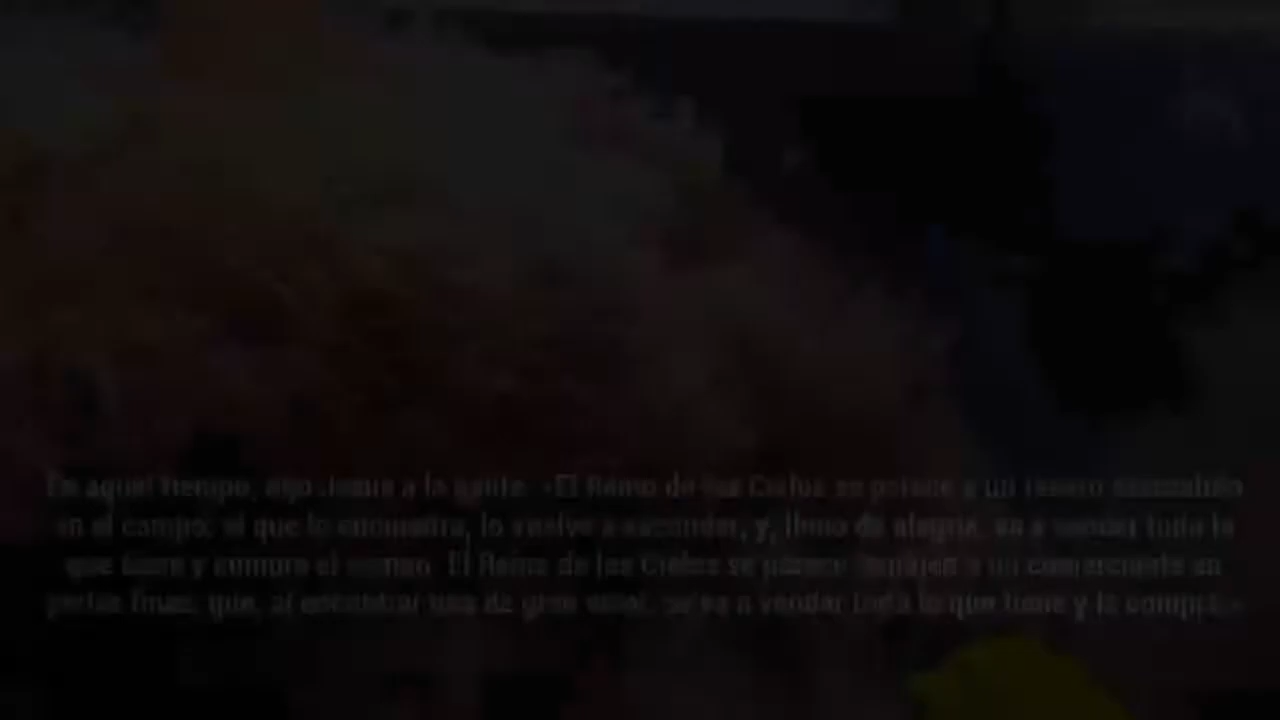 En aquel tiempo, dijo Jesús a la gente: «El Reino de los Cielos se parece a un tesoro escondido
en el campo: el que lo encuentra, lo vuelve a esconder, y, lleno de alegría, va a vender todo lo
que tiene y compra el
El Reino de los Cielos se parece también a un comerciante en
perlas finas, que, al encontrar una de gran valor, se va a vender todo lo que tiene y la compra.»